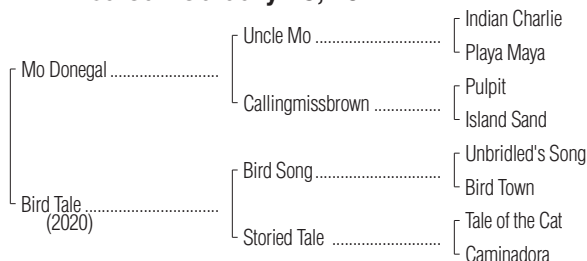 Indian Charlie
Uncle Mo ....................
Playa Maya
Mo Donegal ...............................
Pulpit
Callingmissbrown ...................
Island Sand
Unbridled's Song
Bird Song ....................
Bird Town
Bird Tale ......................................
(2020)
Tale of the Cat
Storied Tale ..................
Caminadora